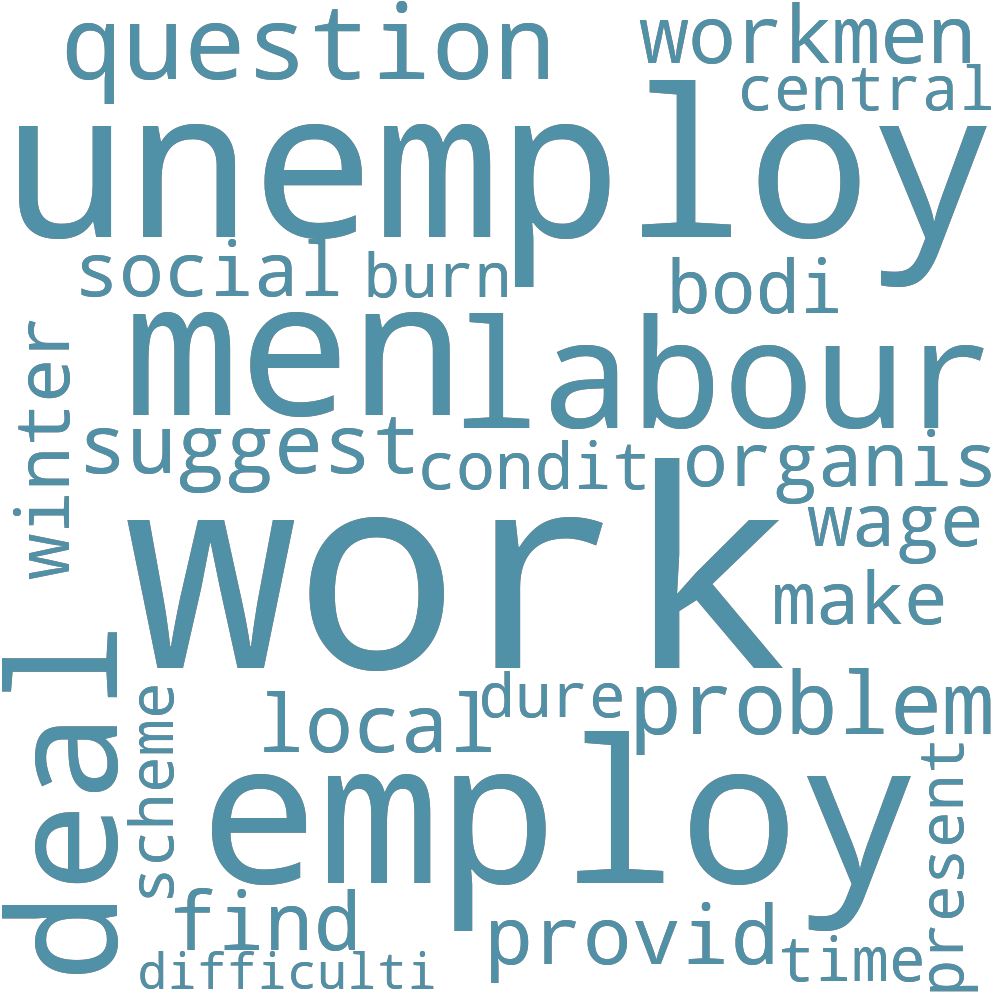 question
workmen
central
unemploy
social
burn
bodi
men
labour
winter
suggest
condit
organis
work
wage
make
deal
scheme
local
dure
problem
employ
present
find
provid
time
difficulti